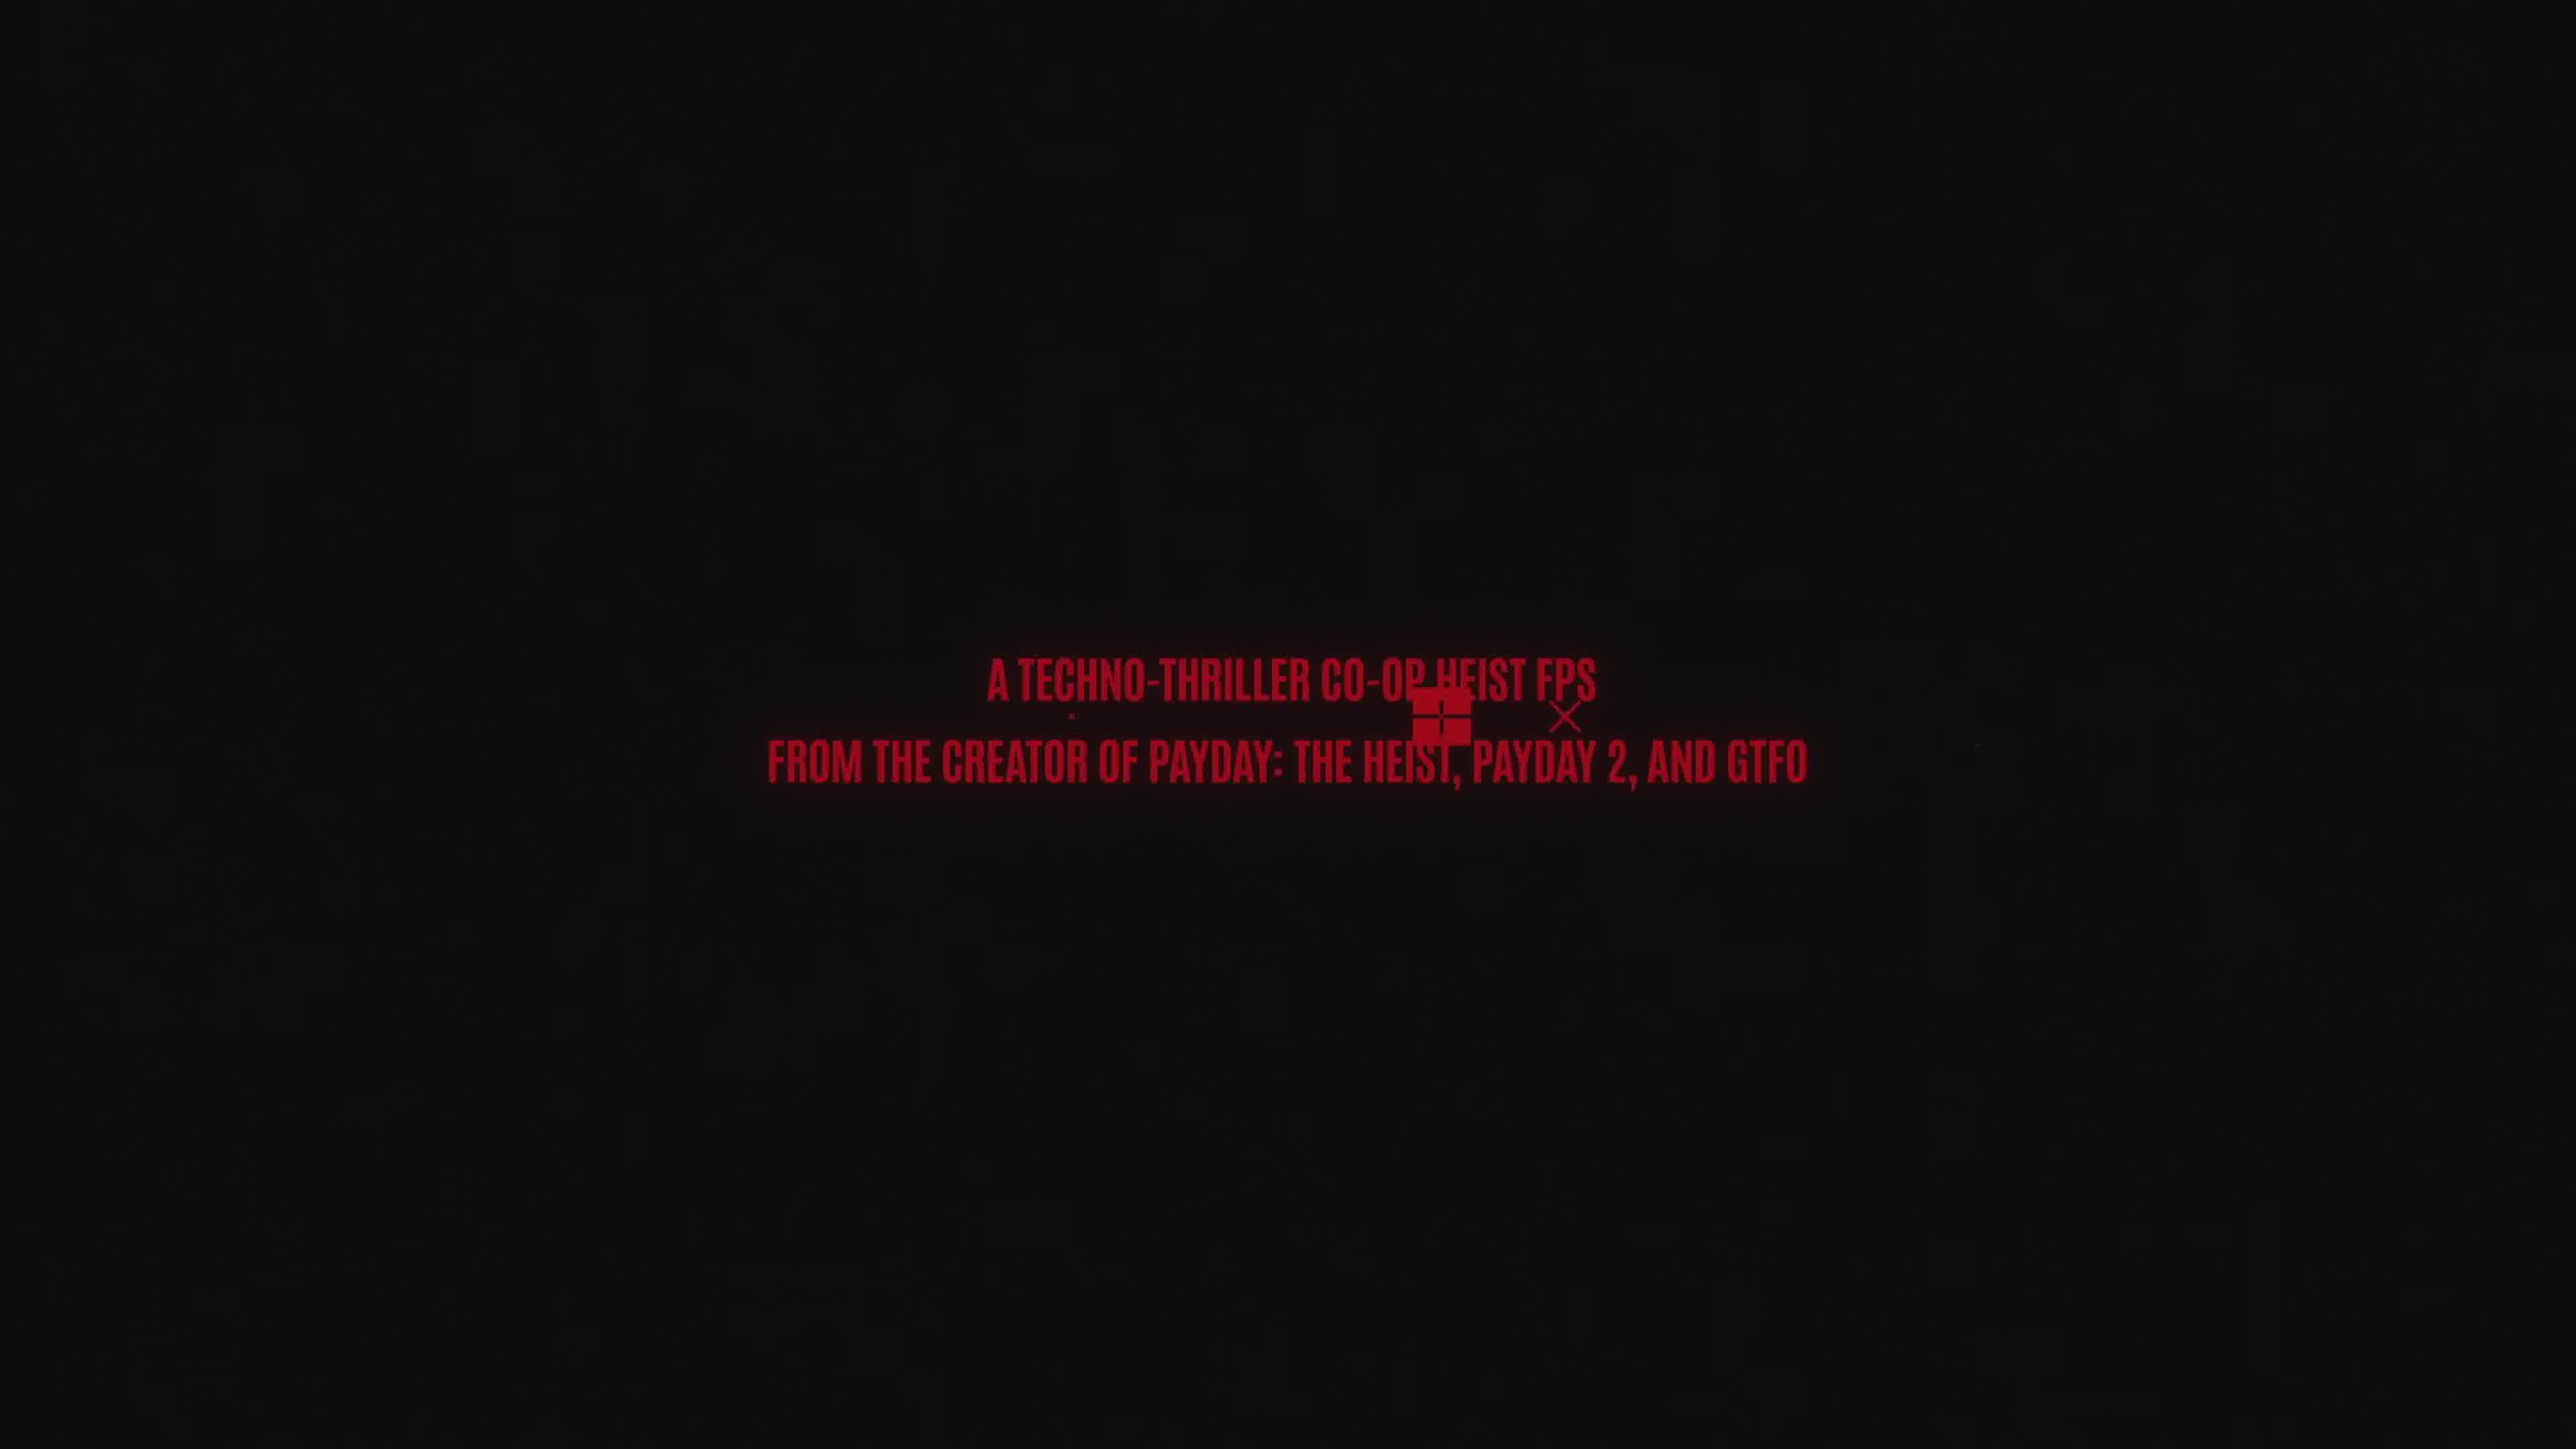 A TECHNO-THRILLER CO-OP HEIST FPS
FROM THE CREATOR OF PAYDAY: THE HEIST, PAYDAY 2, AND GTFO